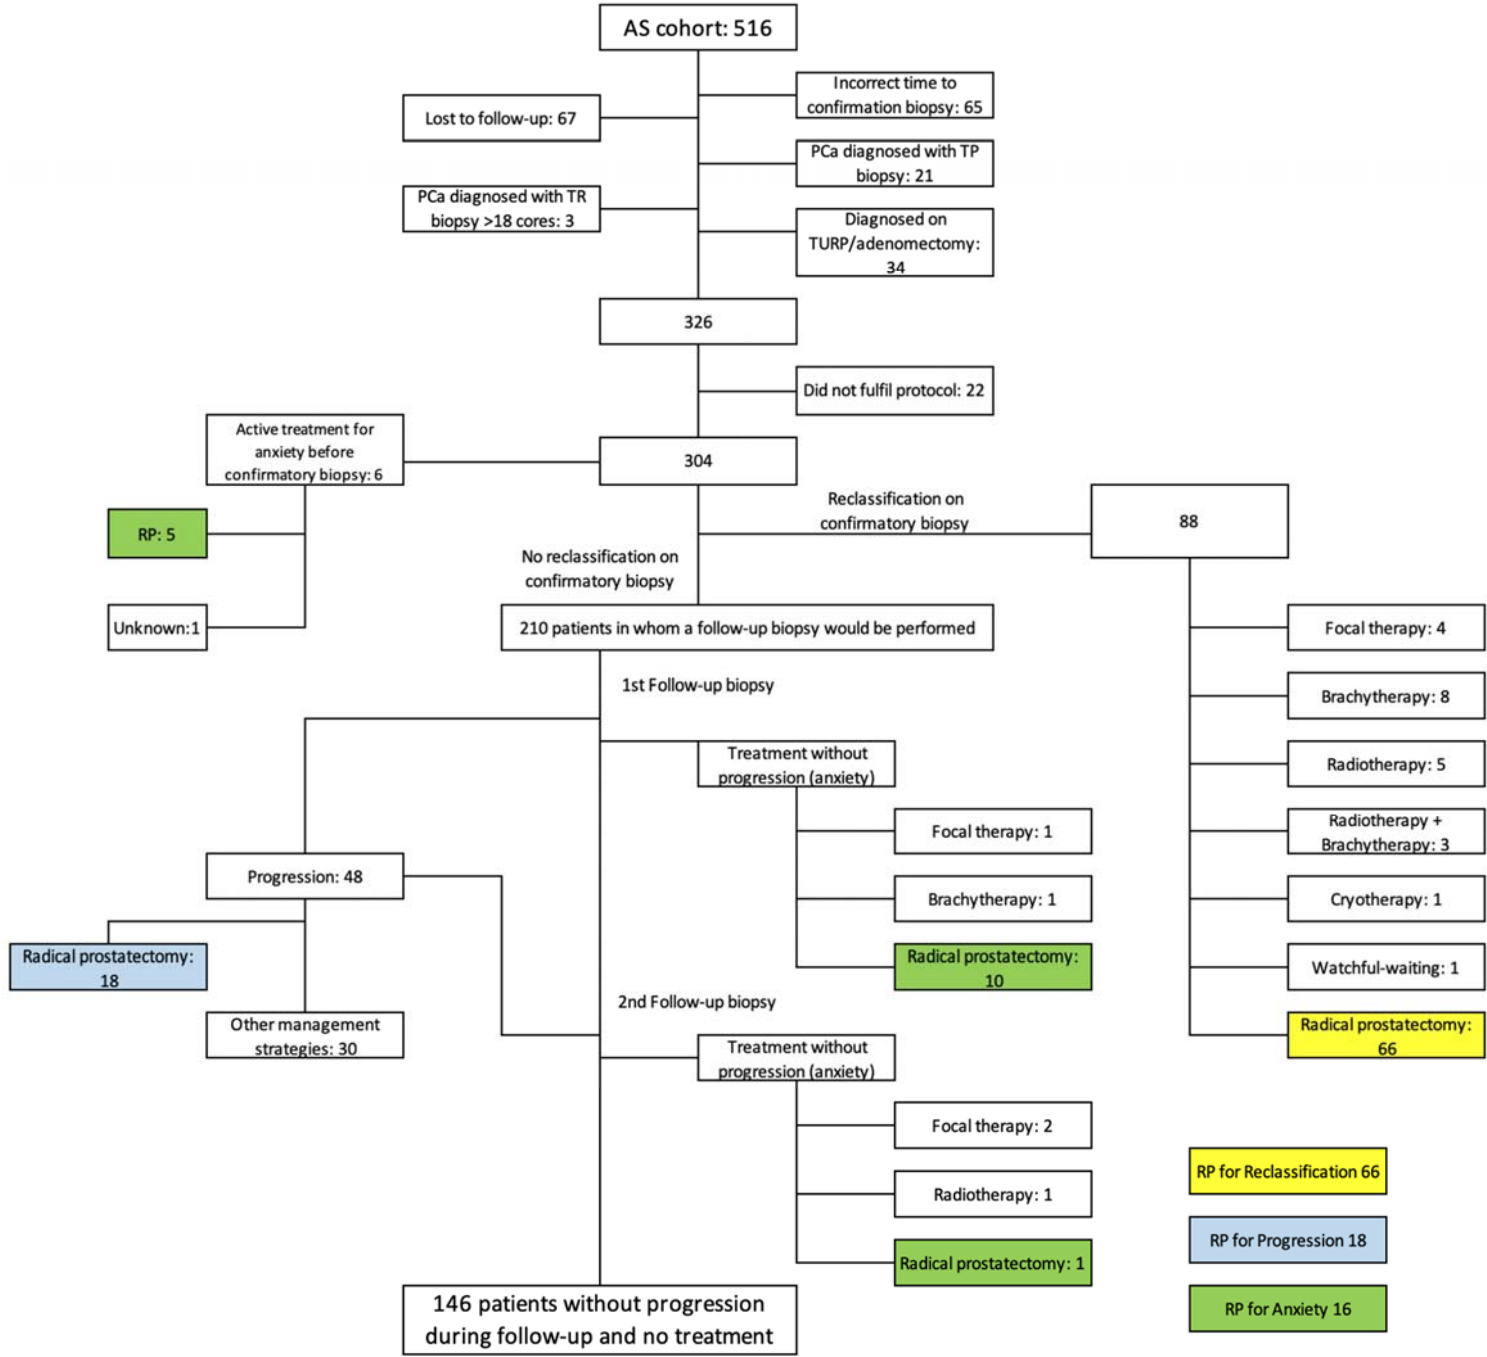 AS cohort: 516
Incorrect time to
confirmation biopsy: 65
Lost to follow-up: 67
PCa diagnosed with TP
biopsy: 21
PCa diagnosed with TR
biopsy >18 cores: 3
Diagnosed on
TURP/adenomectomy:
34
326
Did not fulfil protocol: 22
Active treatment for
anxiety before
confirmatory biopsy: 6
304
Reclassification on
confirmatory biopsy
88
RP: 5
No reclassification on
confirmatory biopsy
Unknown:1
210 patients in whom a follow-up biopsy would be performed
Focal therapy: 4
1st Follow-up biopsy
Brachytherapy: 8
Treatment without
progression (anxiety)
Radiotherapy: 5
Focal therapy: 1
Radiotherapy +
Brachytherapy: 3
Progression: 48
Brachytherapy: 1
Cryotherapy: 1
Radical prostatectomy:
18
Radical prostatectomy:
10
Watchful-waiting: 1
2nd Follow-up biopsy
Other management
strategies: 30
Radical prostatectomy:
66
Treatment without
progression (anxiety)
Focal therapy: 2
RP for Reclassification 66
Radiotherapy: 1
RP for Progression 18
Radical prostatectomy: 1
146 patients without progression
during follow-up and no treatment
RP for Anxiety 16